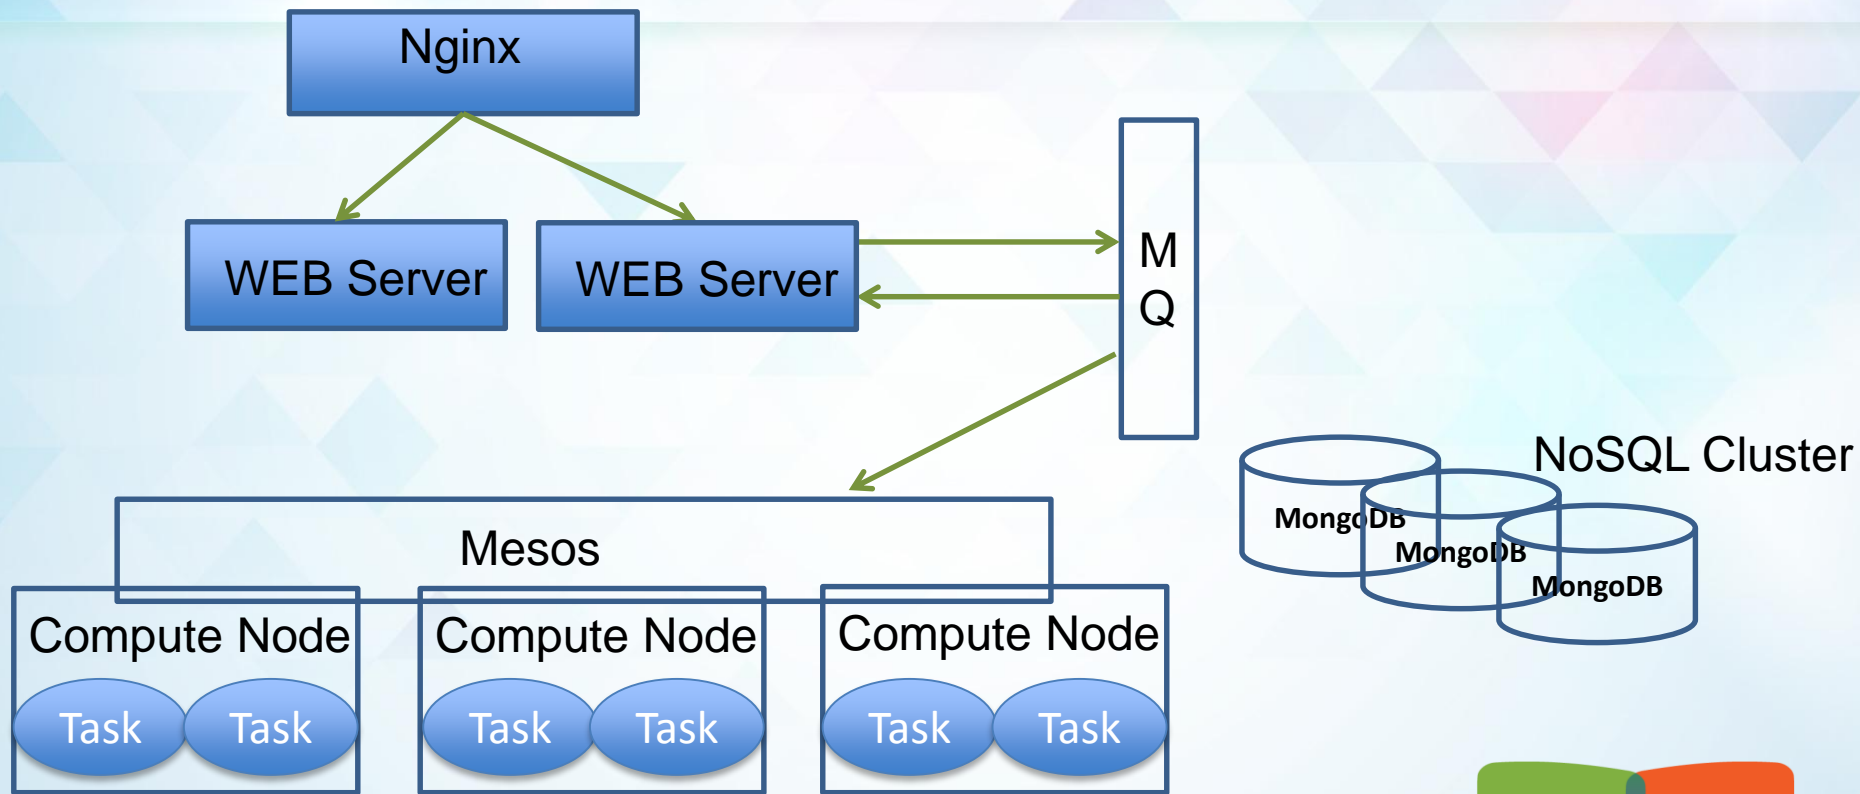 Nginx
WEB Server
WEB Server
M
Q
NoSQL Cluster
MongoDB
MongoDB
MongoDB
Mesos
Compute Node
Compute Node
Compute Node
Task
Task
Task
Task
Task
Task